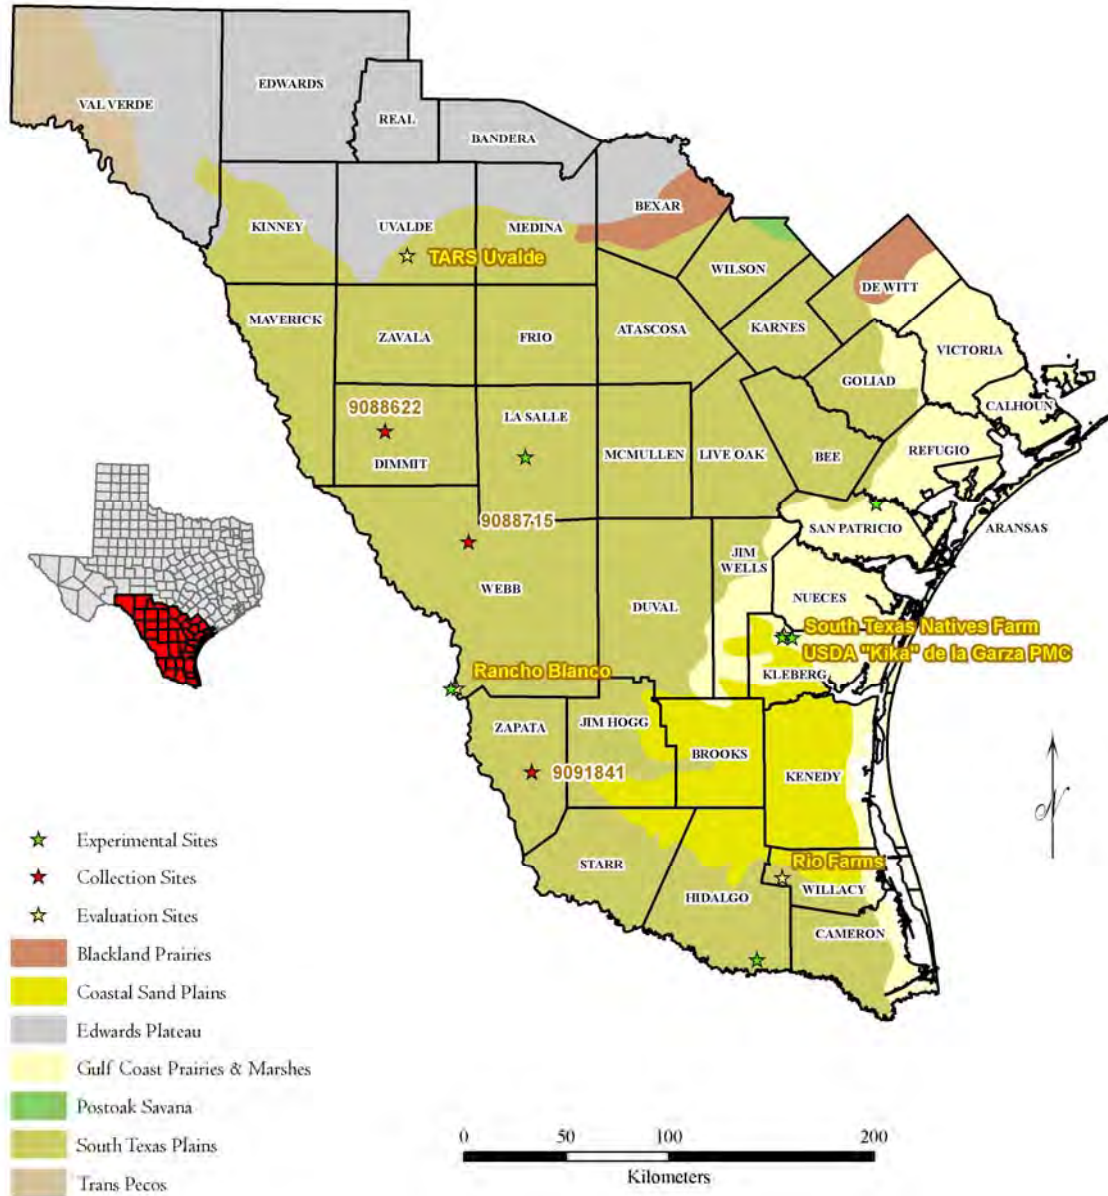 EDWARDS
VAL VERDE
REAL
BANDERA
BEXAR
KINNEY
UVALDE
MEDINA
TARS Uvalde
WILSON
DE WITT
MAVERICK
ZAVALA
FRIO
ATASCOSA
KARNES
VICTORIA
GOLIAD
CALHOUN
9088622
LA SALLE
DIMMIT
MCMULLEN
LIVE OAK
BEE
REFUGIO
9088715
SAN PATRICIO
ARANSAS
WEBB
JIM
WELLS
DUVAL
NUECES
South Texas Natives Farm
USDA "Kika" de la Garza PMC
KLEBERG
Rancho Blanco
ZAPATA
JIM HOGG
BROOKS
KENEDY
9091841
STARR
HIDALGO
Rio Farms
WILLACY
CAMERON
N
Experimental Sites
Collection Sites
Evaluation Sites
Blackland Prairies
Coastal Sand Plains
Edwards Plateau
Gulf Coast Prairies & Marshes
Postoak Savana
South Texas Plains
Trans Pecos
0 50 100 200
Kilometers